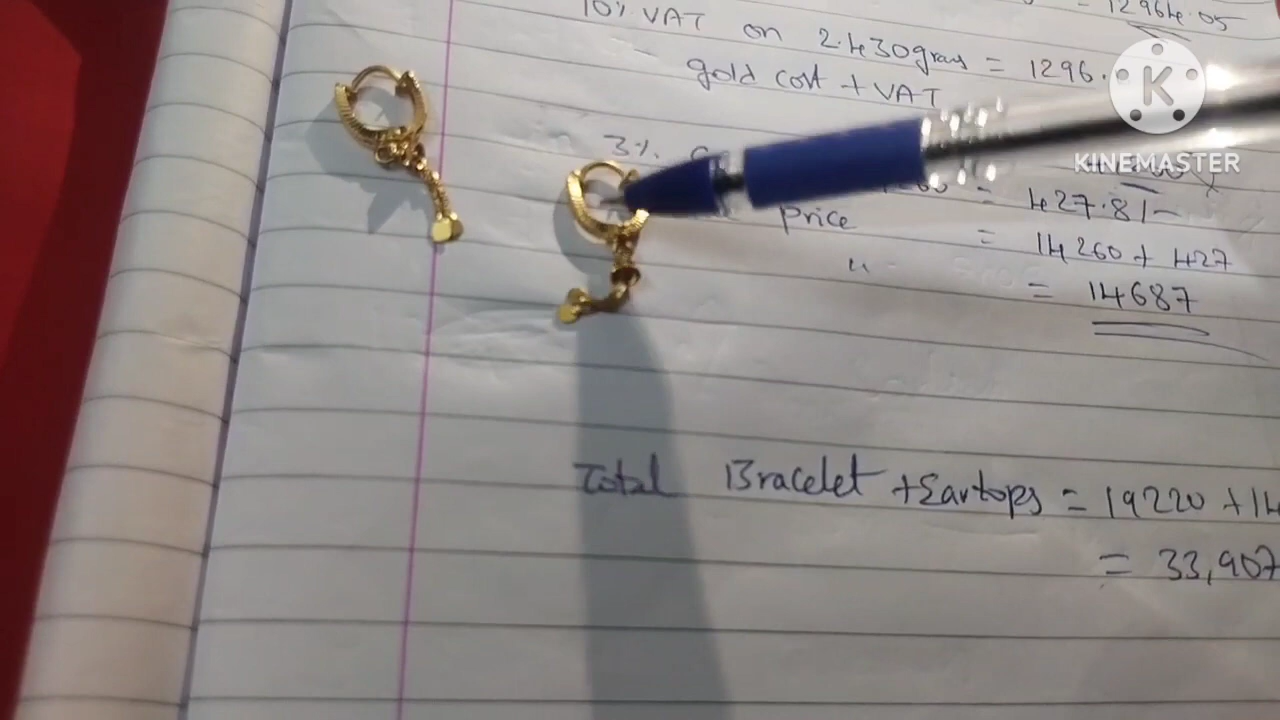 = 12964.05
10% VAT on 2.430grams = 1296.
gold cost + VAT
3%
= 427.81-
Price = 14260 + 427
" = 14687
Total Bracelet + Eartops = 19220 + 14
= 33,907
K
KINEMASTER